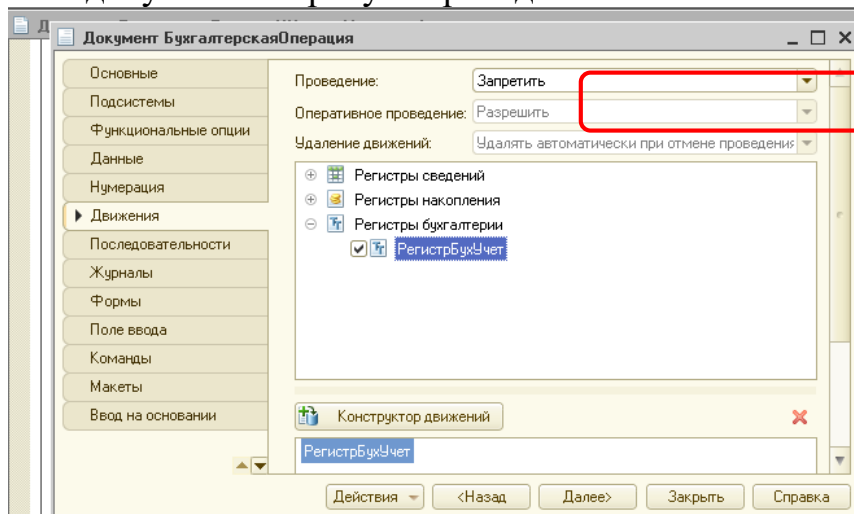 Документ БухгалтерскаяОперация
Основные
Подсистемы
Функциональные опции
Данные
Нумерация
Движения
Последовательности
Журналы
Формы
Поле ввода
Команды
Макеты
Ввод на основании
Проведение: Запретить
Оперативное проведение: Разрешить
Удаление движений: Удалять автоматически при отмене проведения
Регистры сведений
Регистры накопления
Регистры бухгалтерии
РегистрБухУчет
Конструктор движений
РегистрБухУчет
Действия <Назад Далее> Закрыть Справка